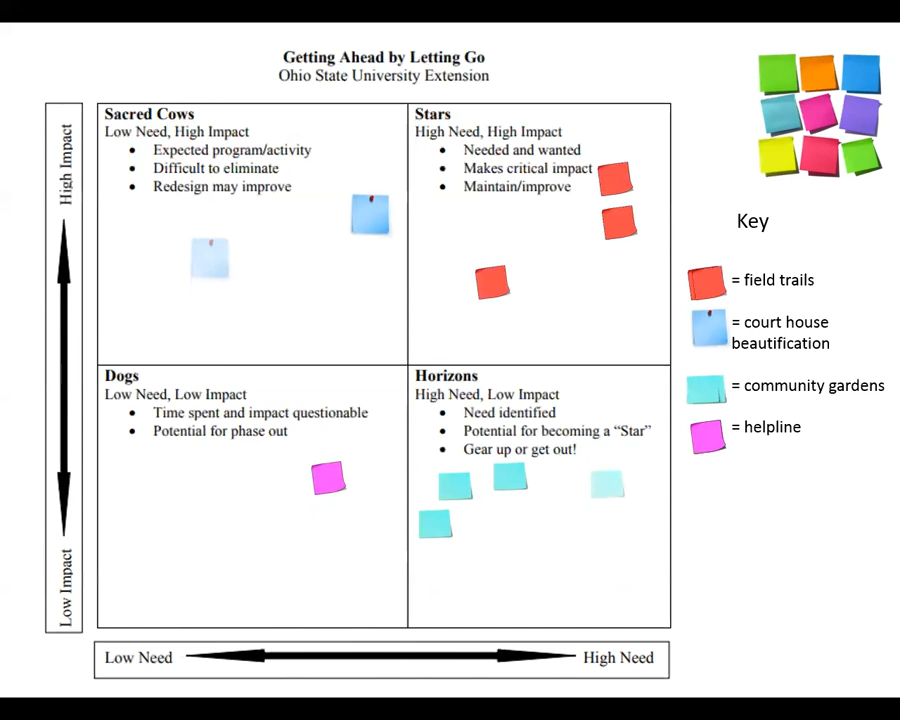 Getting Ahead by Letting Go
Ohio State University Extension
High Impact
Low Impact
Sacred Cows
Low Need, High Impact
• Expected program/activity
• Difficult to eliminate
• Redesign may improve
Stars
High Need, High Impact
• Needed and wanted
• Makes critical impact
• Maintain/improve
Dogs
Low Need, Low Impact
• Time spent and impact questionable
• Potential for phase out
Horizons
High Need, Low Impact
• Need identified
• Potential for becoming a “Star”
• Gear up or get out!
Low Need
High Need
Key
= field trails
= court house
beautification
= community gardens
= helpline